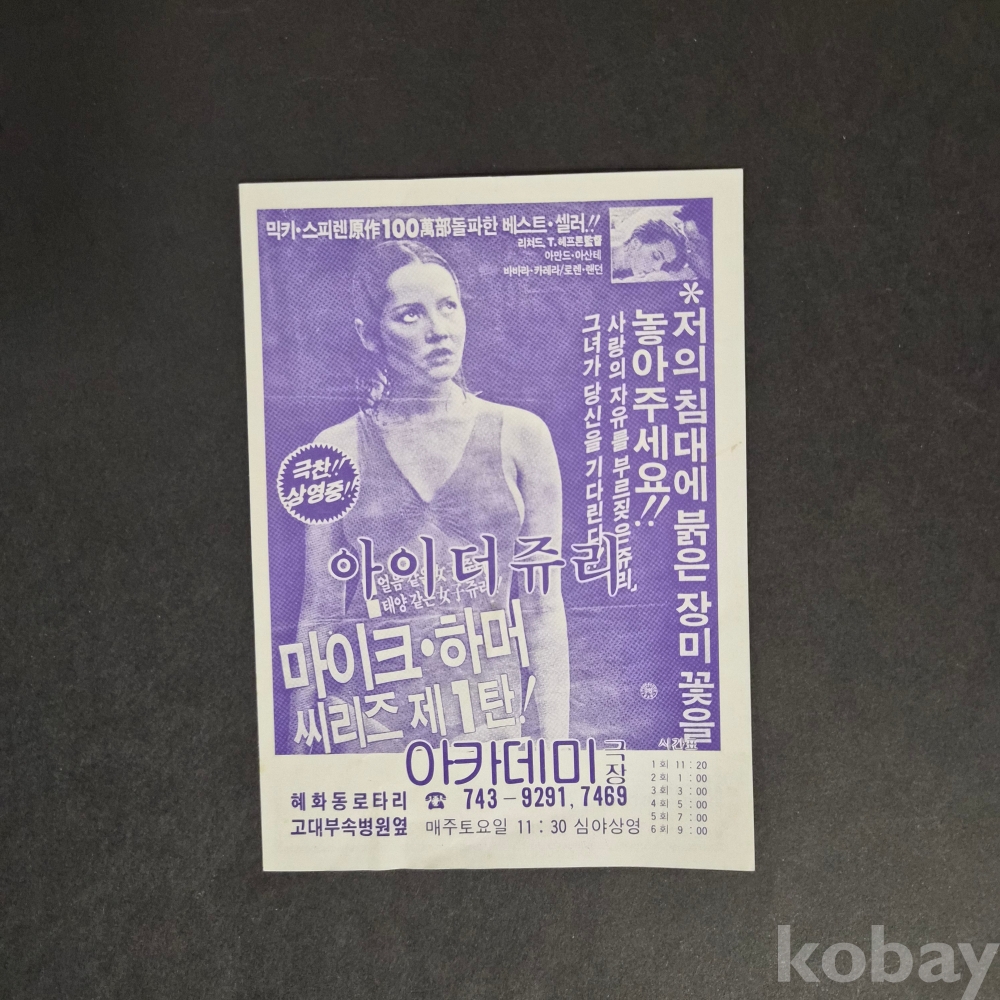 믹키·스피렌原作100萬部돌파한 베스트·셀러!!
리처드. T. 헤프론監督
아만드·아산테
바바라·카레라/로렌·랜던
*저의 침대에 붉은 장미 꽃을
놓아주세요!!
사랑의 자유를 부르짖은 쥬리,
그녀가 당신을 기다린다
극찬!!
상영중!!
아이 더 쥬리
얼음 같
태양 같은 女子 쥬리
마이크·하머
씨리즈 제1탄!
아카데미극장
혜화동로타리
고대부속병원옆
☎ 743-9291, 7469
매주토요일 11:30 심야상영
시간표
1회 11:20
2회 1:00
3회 3:00
4회 5:00
5회 7:00
6회 9:00
kobay